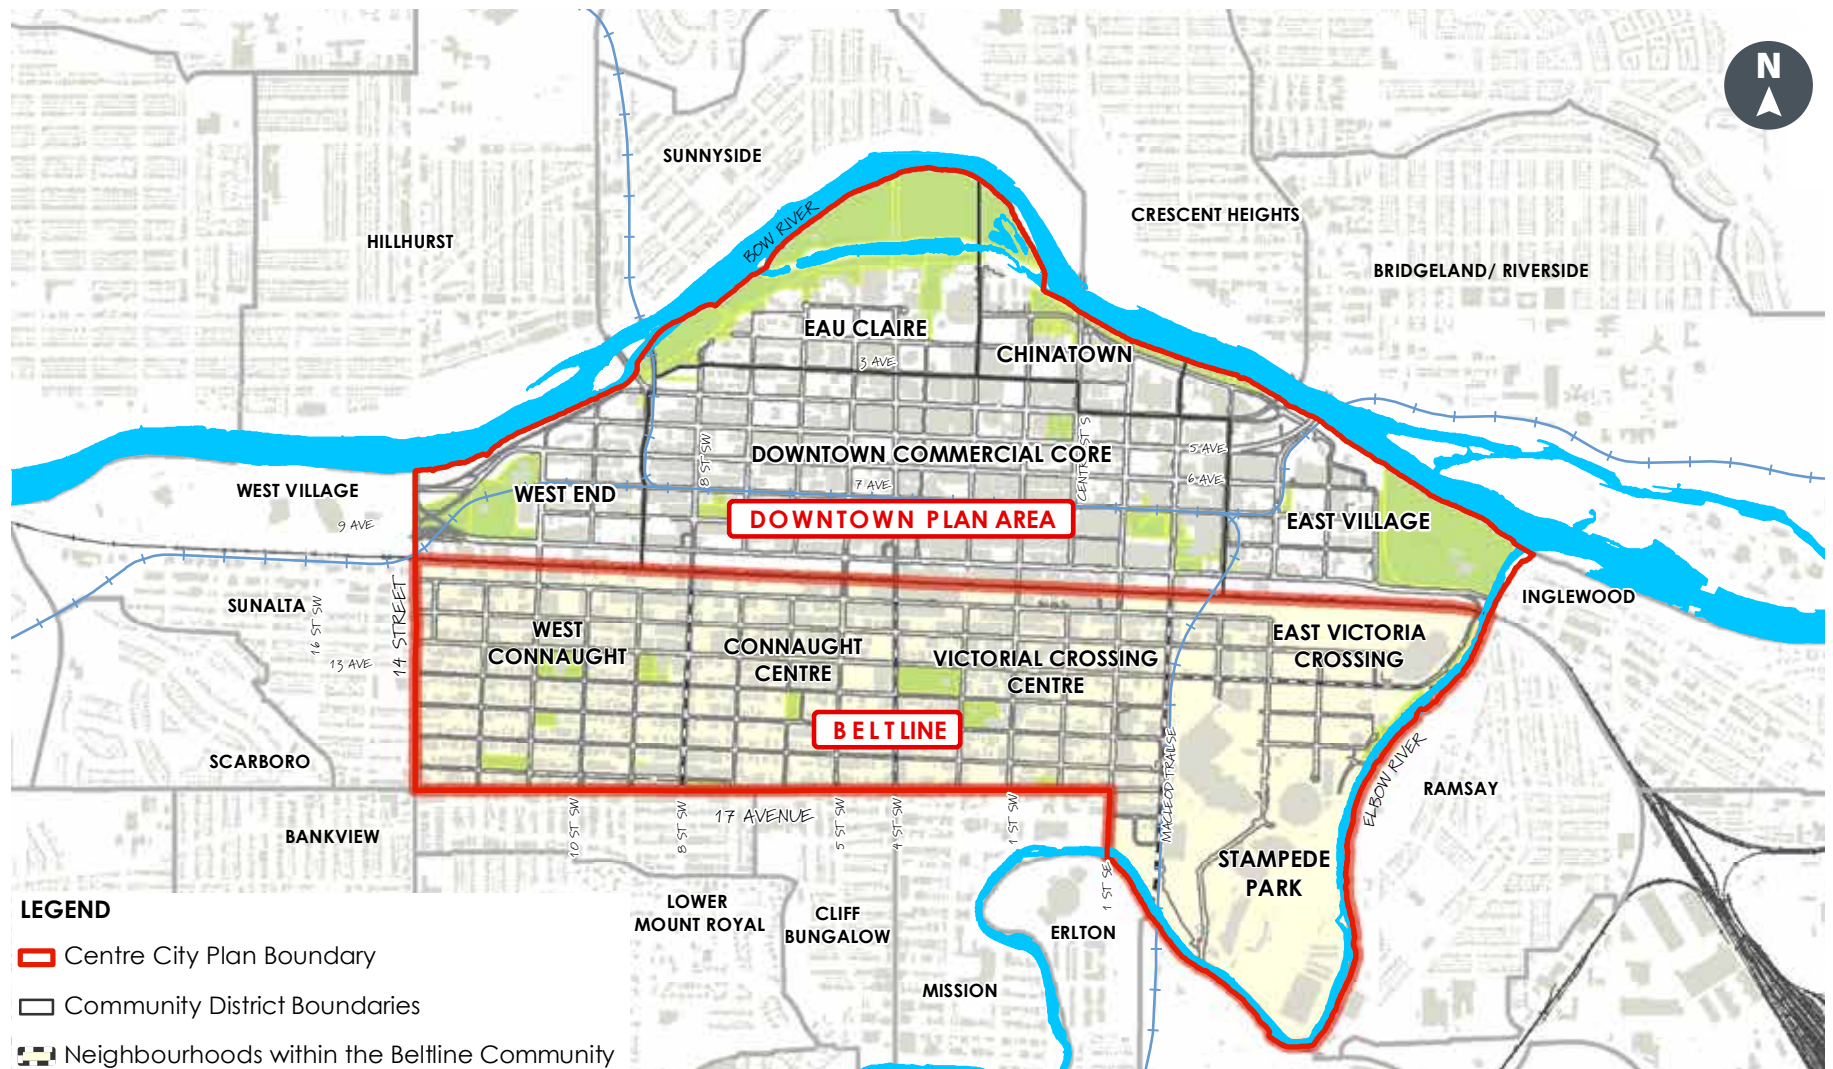 N
SUNNYSIDE
BOW RIVER
CRESCENT HEIGHTS
HILLHURST
BRIDGELAND/ RIVERSIDE
EAU CLAIRE
CHINATOWN
3 AVE
8 ST SW
CENTRE ST S
DOWNTOWN COMMERCIAL CORE
5 AVE
6 AVE
7 AVE
WEST VILLAGE
WEST END
9 AVE
DOWNTOWN PLAN AREA
EAST VILLAGE
SUNALTA
16 ST SW
14 STREET
13 AVE
INGLEWOOD
WEST
CONNAUGHT
CONNAUGHT
CENTRE
VICTORIAL CROSSING
CENTRE
EAST VICTORIA
CROSSING
BELTLINE
SCARBORO
MACLEOD TRAIL SE
ELBOW RIVER
RAMSAY
BANKVIEW
10 ST SW
8 ST SW
17 AVENUE
5 ST SW
4 ST SW
1 ST SW
1 ST SE
STAMPEDE
PARK
LOWER
MOUNT ROYAL
CLIFF
BUNGALOW
ERLTON
MISSION
LEGEND
Centre City Plan Boundary
Community District Boundaries
Neighbourhoods within the Beltline Community